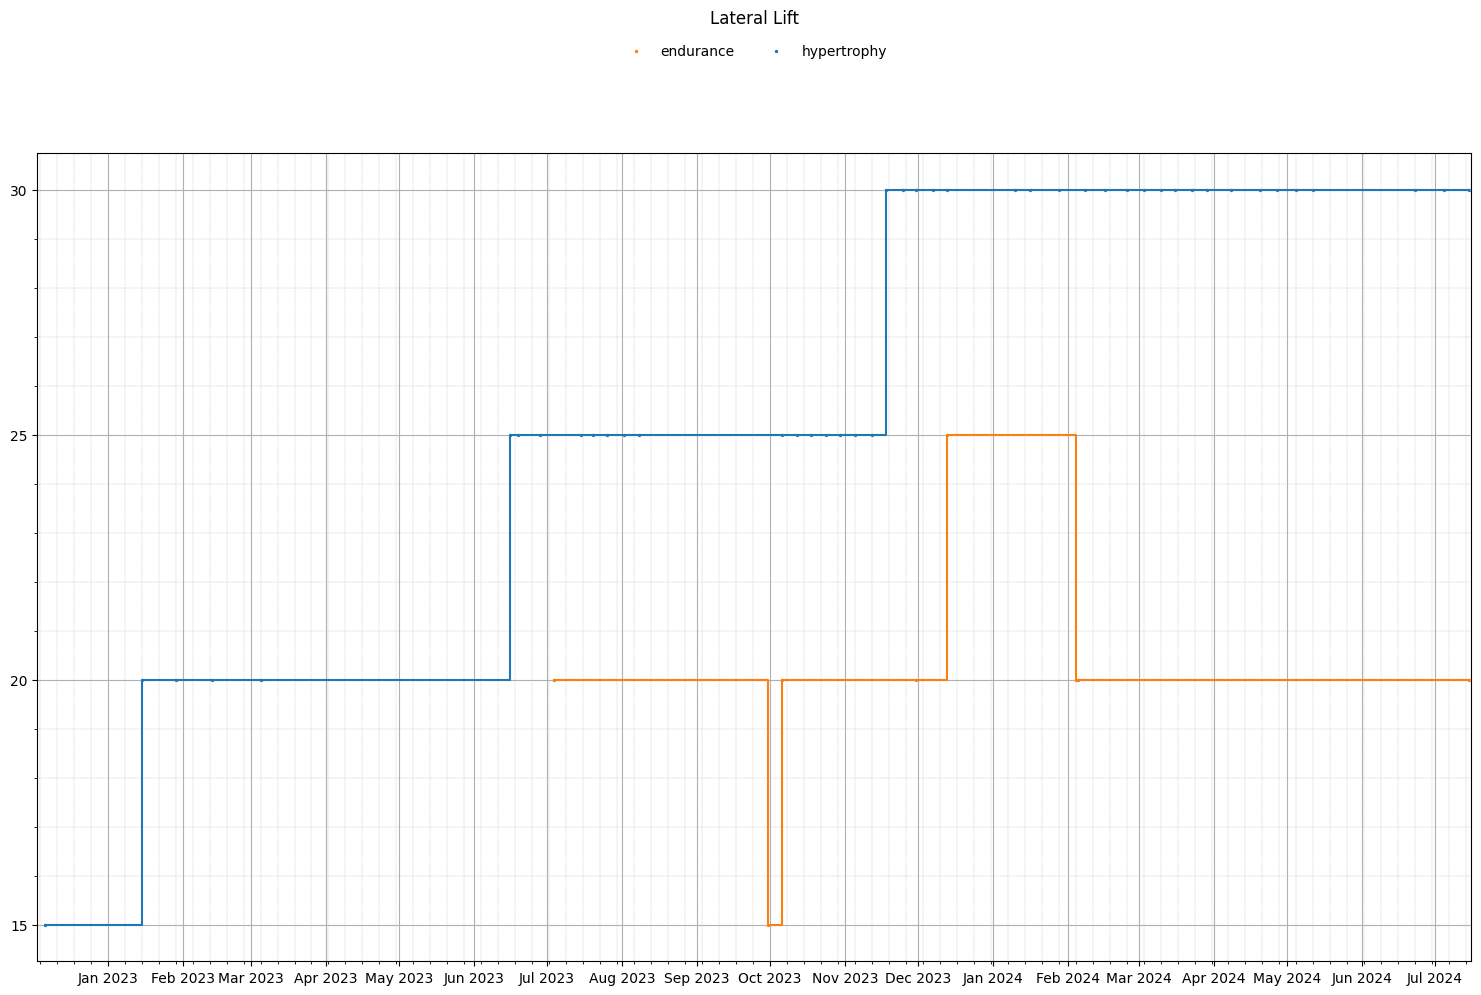 Lateral Lift
endurance hypertrophy
30
25
20
15
Jan 2023 Feb 2023 Mar 2023 Apr 2023 May 2023 Jun 2023 Jul 2023 Aug 2023 Sep 2023 Oct 2023 Nov 2023 Dec 2023 Jan 2024 Feb 2024 Mar 2024 Apr 2024 May 2024 Jun 2024 Jul 2024